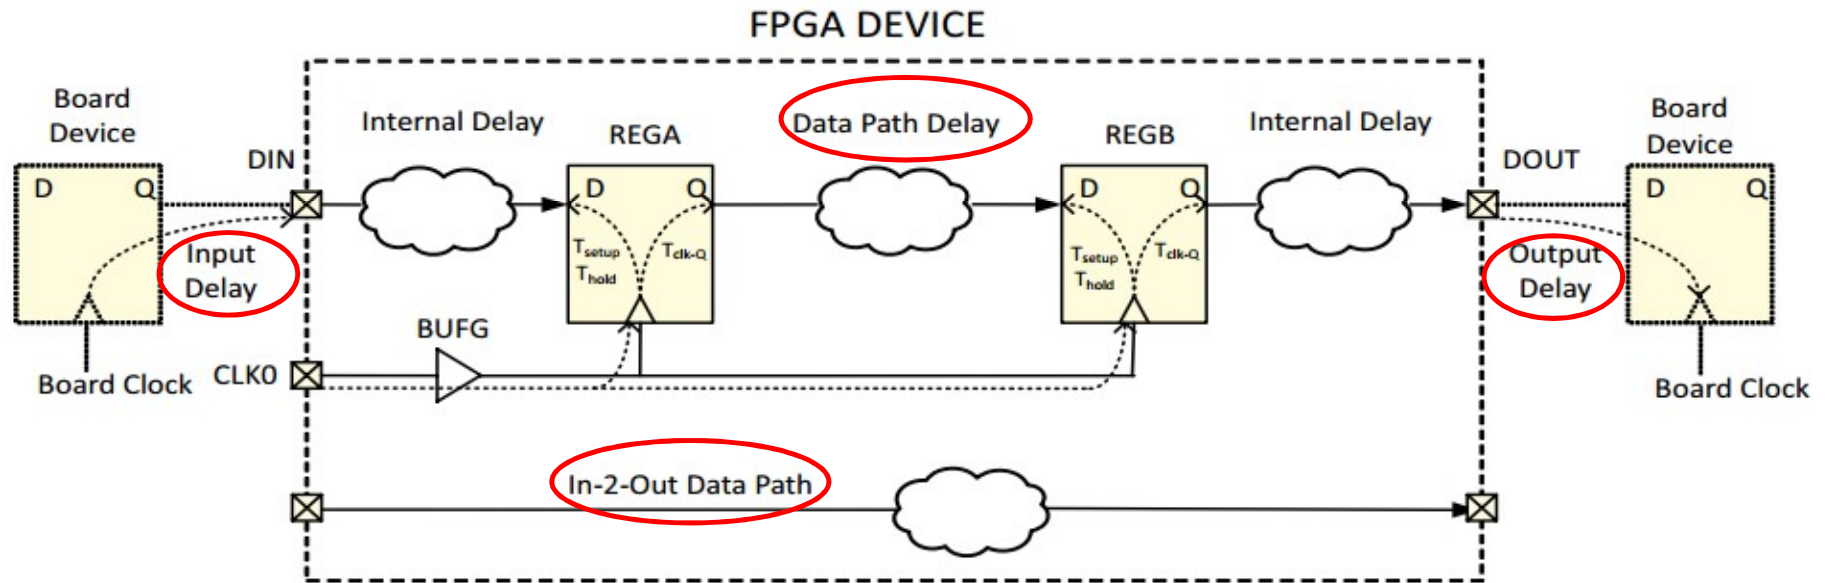 FPGA DEVICE
Board
Device
D Q
Board Clock
DIN
Input
Delay
CLK0
BUFG
Internal Delay
REGA
D Q
Tsetup
Thold
Tclk-Q
Data Path Delay
REGB
D Q
Tsetup
Thold
Tclk-Q
Internal Delay
DOUT
Output
Delay
Board
Device
D Q
Board Clock
In-2-Out Data Path